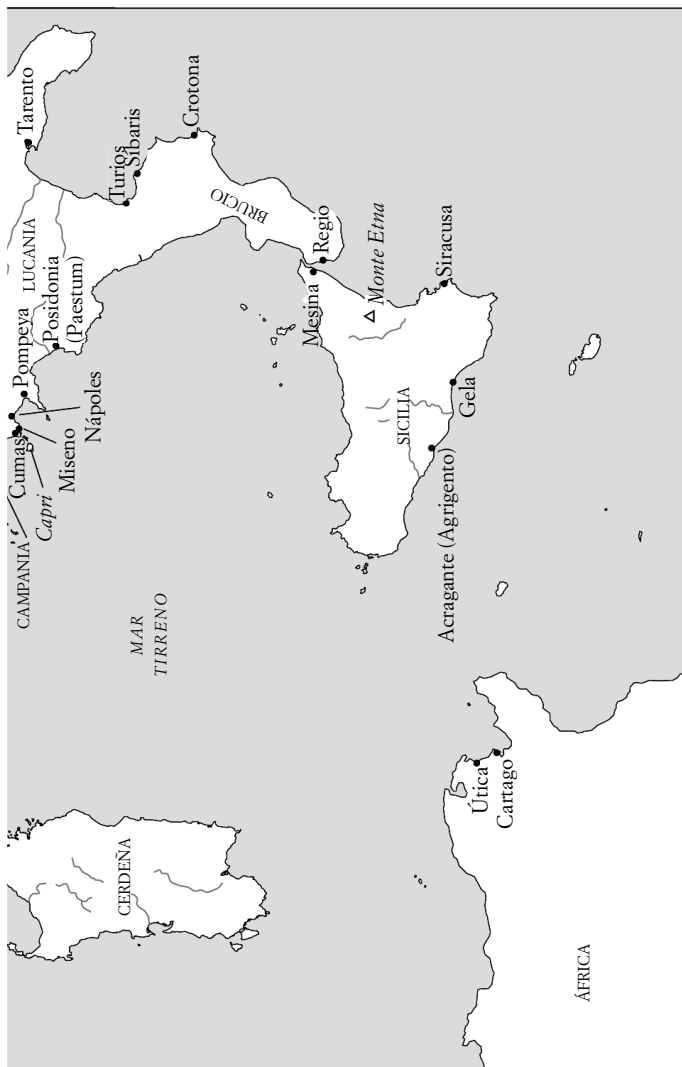 Tarento
Crotona
Turios
Síbaris
BRUCIO
LUCANIA
Pompeya
Posidonia
(Paestum)
Nápoles
Miseno
Cumas
Capri
CAMPANIA
MAR
TIRRENO
Regio
Mesina
Monte Etna
Siracusa
SICILIA
Gela
Acragante (Agrigento)
CERDEÑA
Útica
Cartago
ÁFRICA